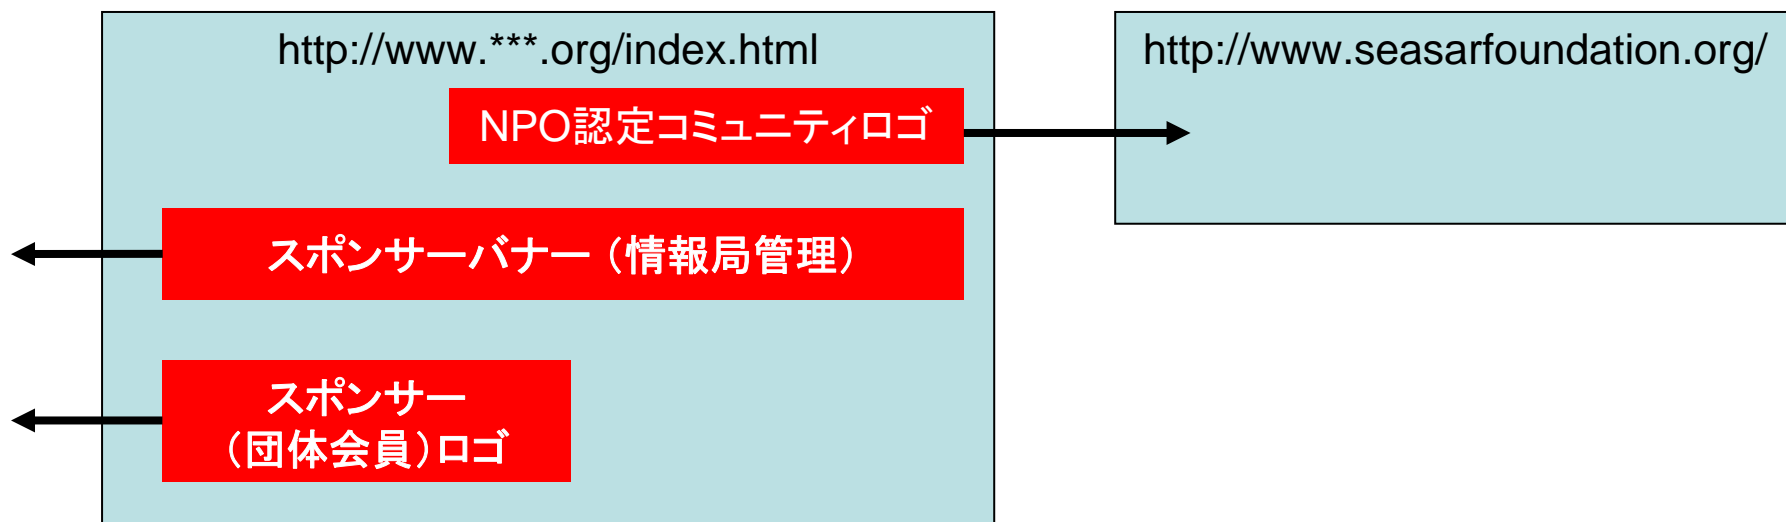 http://www.***.org/index.html
http://www.seasarfoundation.org/
NPO認定コミュニティロゴ
スポンサーバナー（情報局管理）
スポンサー
（団体会員）ロゴ